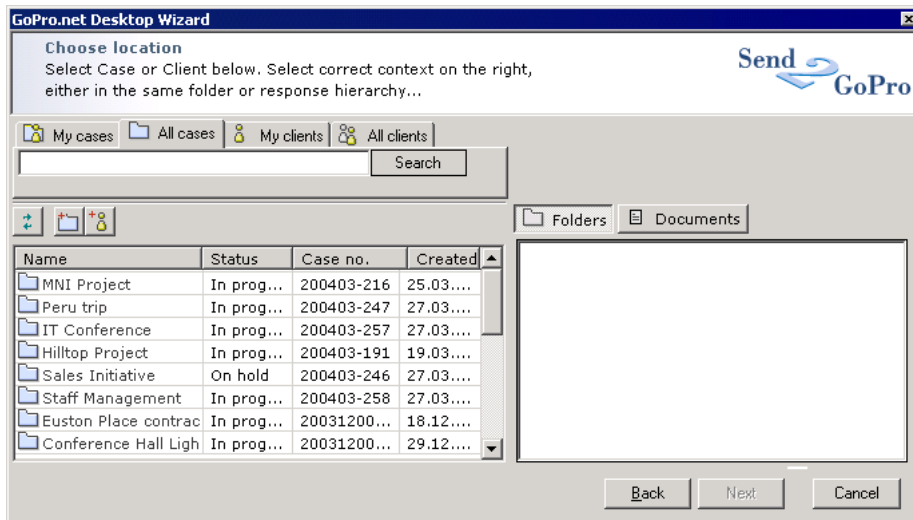 GoPro.net Desktop Wizard
Choose location
Select Case or Client below. Select correct context on the right,
either in the same folder or response hierarchy...
Send
GoPro
My cases All cases My clients All clients
Search
Folders Documents
Name Status Case no. Created
MNI Project In prog... 200403-216 25.03....
Peru trip In prog... 200403-247 27.03....
IT Conference In prog... 200403-257 27.03....
Hilltop Project In prog... 200403-191 19.03....
Sales Initiative On hold 200403-246 27.03....
Staff Management In prog... 200403-258 27.03....
Euston Place contrac In prog... 20031200... 18.12....
Conference Hall Ligh In prog... 20031200... 29.12....
Back Next Cancel